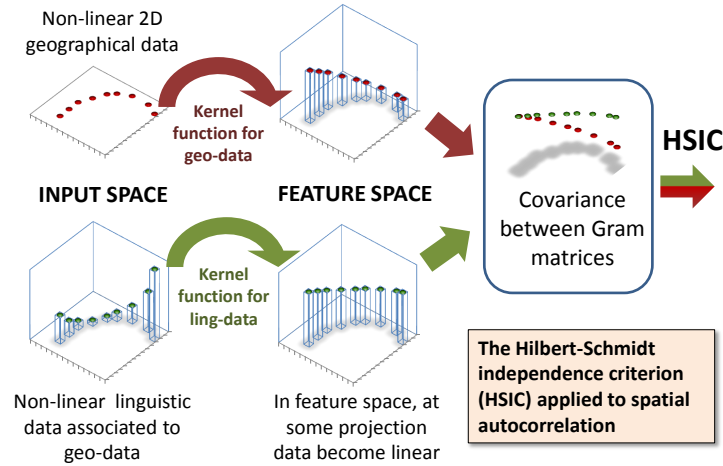 Non-linear 2D
geographical data
Kernel
function for
geo-data
INPUT SPACE
FEATURE SPACE
Kernel
function for
ling-data
Non-linear linguistic
data associated to
geo-data
In feature space, at
some projection
data become linear
Covariance
between Gram
matrices
HSIC
The Hilbert-Schmidt
independence criterion
(HSIC) applied to spatial
autocorrelation